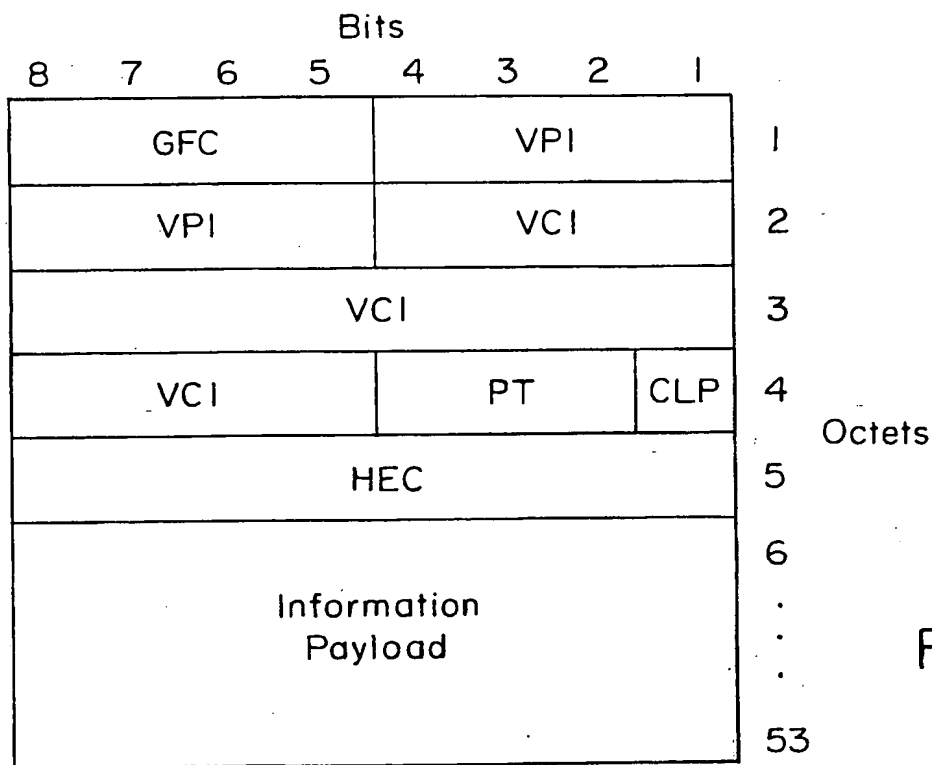 Bits
8 7 6 5 4 3 2 1
GFC VPI 1
VPI VCI 2
VCI 3
VCI PT CLP 4
Octets
HEC 5
6
Information
Payload
.
.
.
F
53